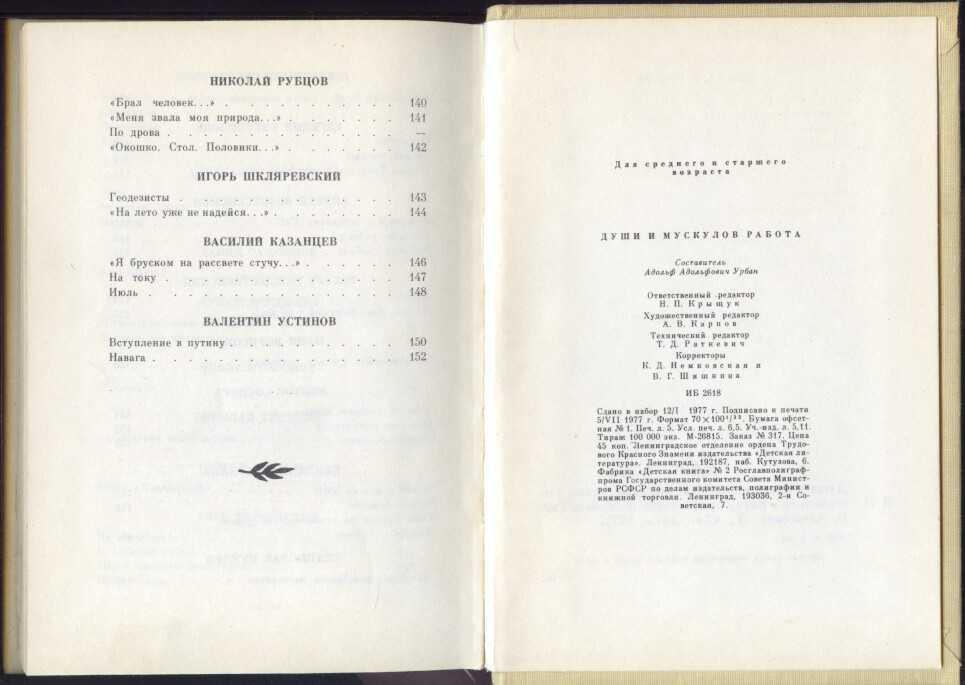 НИКОЛАЙ РУБЦОВ
«Брал человек. . .» . . . . . . . . . . . . 140
«Меня звала моя природа. . .» . . . . . . . 141
По дрова . . . . . . . . . . . . . . . —
«Окошко. Стол. Половики. . .» . . . . . . . 142
ИГОРЬ ШКЛЯРЕВСКИЙ
Геодезисты . . . . . . . . . . . . . . 143
«На лето уже не надейся. . .» . . . . . . . . 144
ВАСИЛИЙ КАЗАНЦЕВ
«Я бруском на рассвете стучу. . .» . . . . . . 146
На току . . . . . . . . . . . . . . . 147
Июль . . . . . . . . . . . . . . . . 148
ВАЛЕНТИН УСТИНОВ
Вступление в путину . . . . . . . . . . . 150
Навага . . . . . . . . . . . . . . . 152
Для среднего и старшего
возраста
ДУШИ И МУСКУЛОВ РАБОТА
Составитель
Адольф Адольфович Урбан
Ответственный редактор
Н. П. Крыщук
Художественный редактор
А. В. Карпов
Технический редактор
Т. Д. Раткевич
Корректоры
К. Д. Немковская и
В. Г. Шишкина
ИБ 2618
Сдано в набор 12/I 1977 г. Подписано к печати
5/VII 1977 г. Формат 70×100¹/³². Бумага офсет-
ная № 1. Печ. л. 5. Усл. печ. л. 6,5. Уч.-изд. л. 5,11.
Тираж 100 000 экз. М-26815. Заказ № 317. Цена
45 коп. Ленинградское отделение ордена Трудо-
вого Красного Знамени издательства «Детская ли-
тература». Ленинград, 192187, наб. Кутузова, 6.
Фабрика «Детская книга» № 2 Росглавполиграф-
прома Государственного комитета Совета Минист-
ров РСФСР по делам издательств, полиграфии и
книжной торговли. Ленинград, 193036, 2-я Со-
ветская, 7.